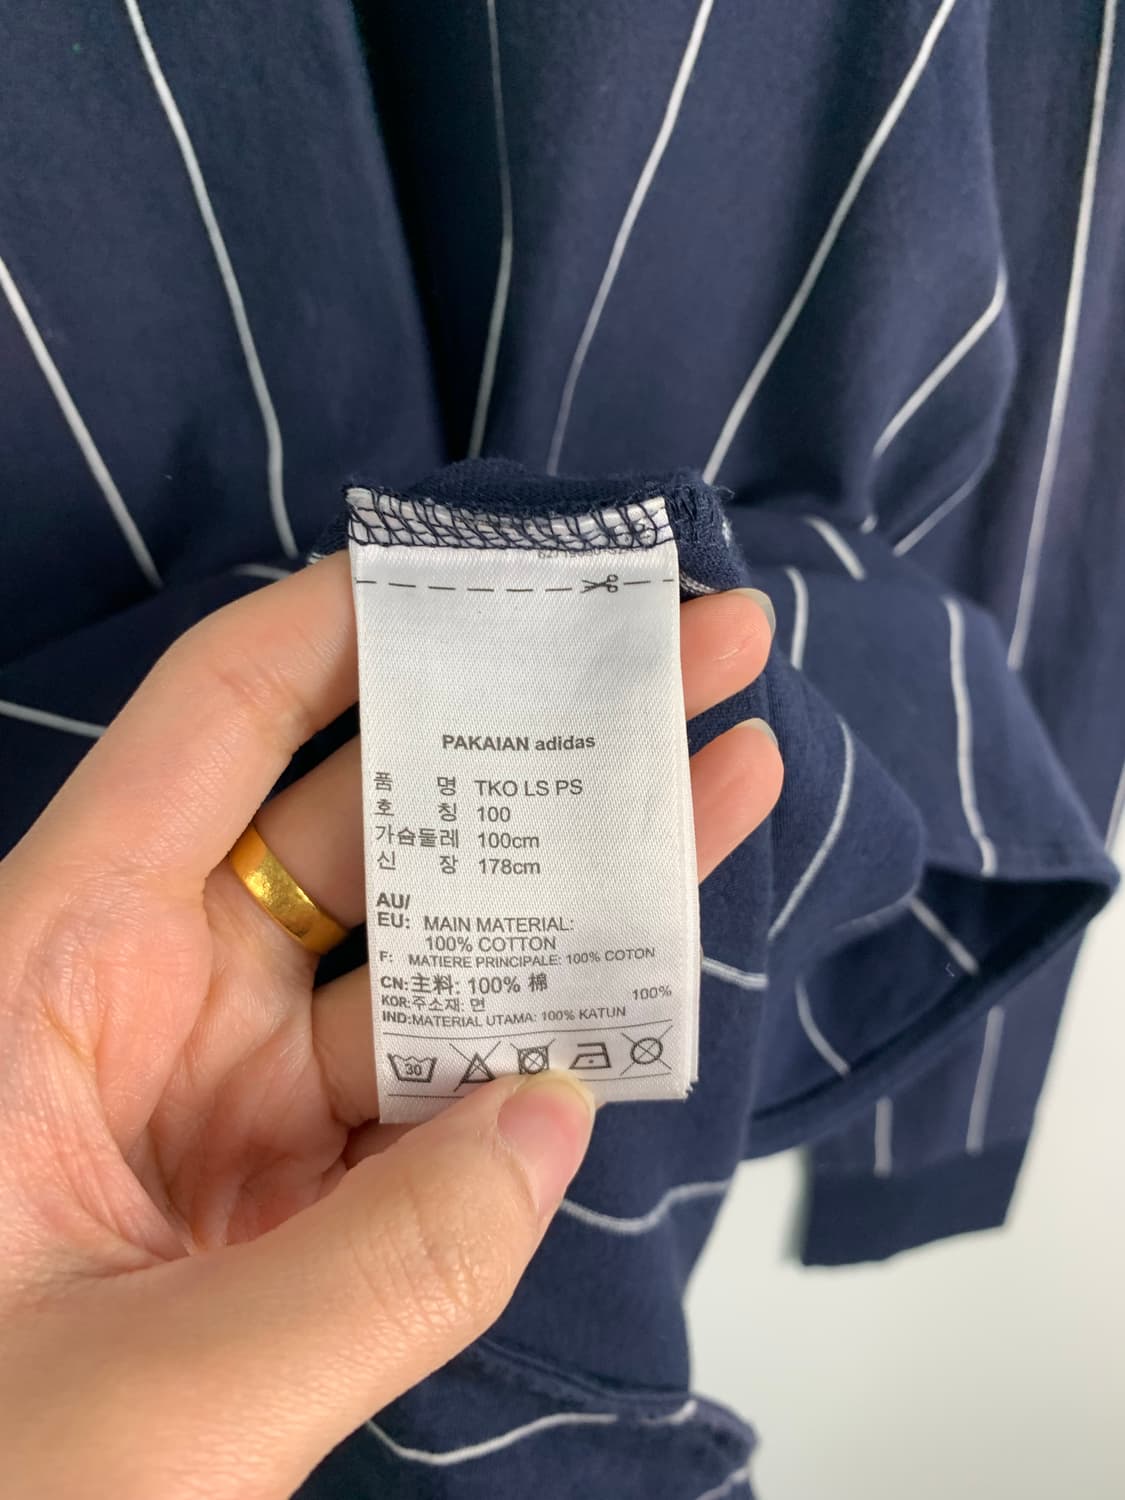 PAKAIAN adidas
품 명 TKO LS PS
호 칭 100
가슴둘레 100cm
신 장 178cm
AU/
EU: MAIN MATERIAL:
100% COTTON
F: MATIERE PRINCIPALE: 100% COTON
CN:主料: 100% 棉
KOR:주소재: 면 100%
IND:MATERIAL UTAMA: 100% KATUN
30